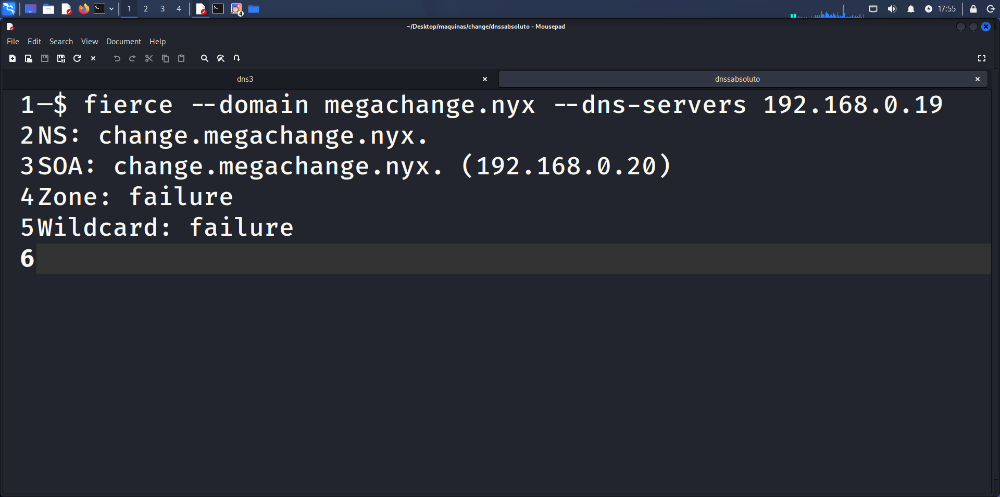 1 2 3 4
4
17:55
~/Desktop/maquinas/change/dnssabsoluto - Mousepad
File Edit Search View Document Help
dns3
dnssabsoluto
1 —$ fierce --domain megachange.nyx --dns-servers 192.168.0.19
2 NS: change.megachange.nyx.
3 SOA: change.megachange.nyx. (192.168.0.20)
4 Zone: failure
5 Wildcard: failure
6